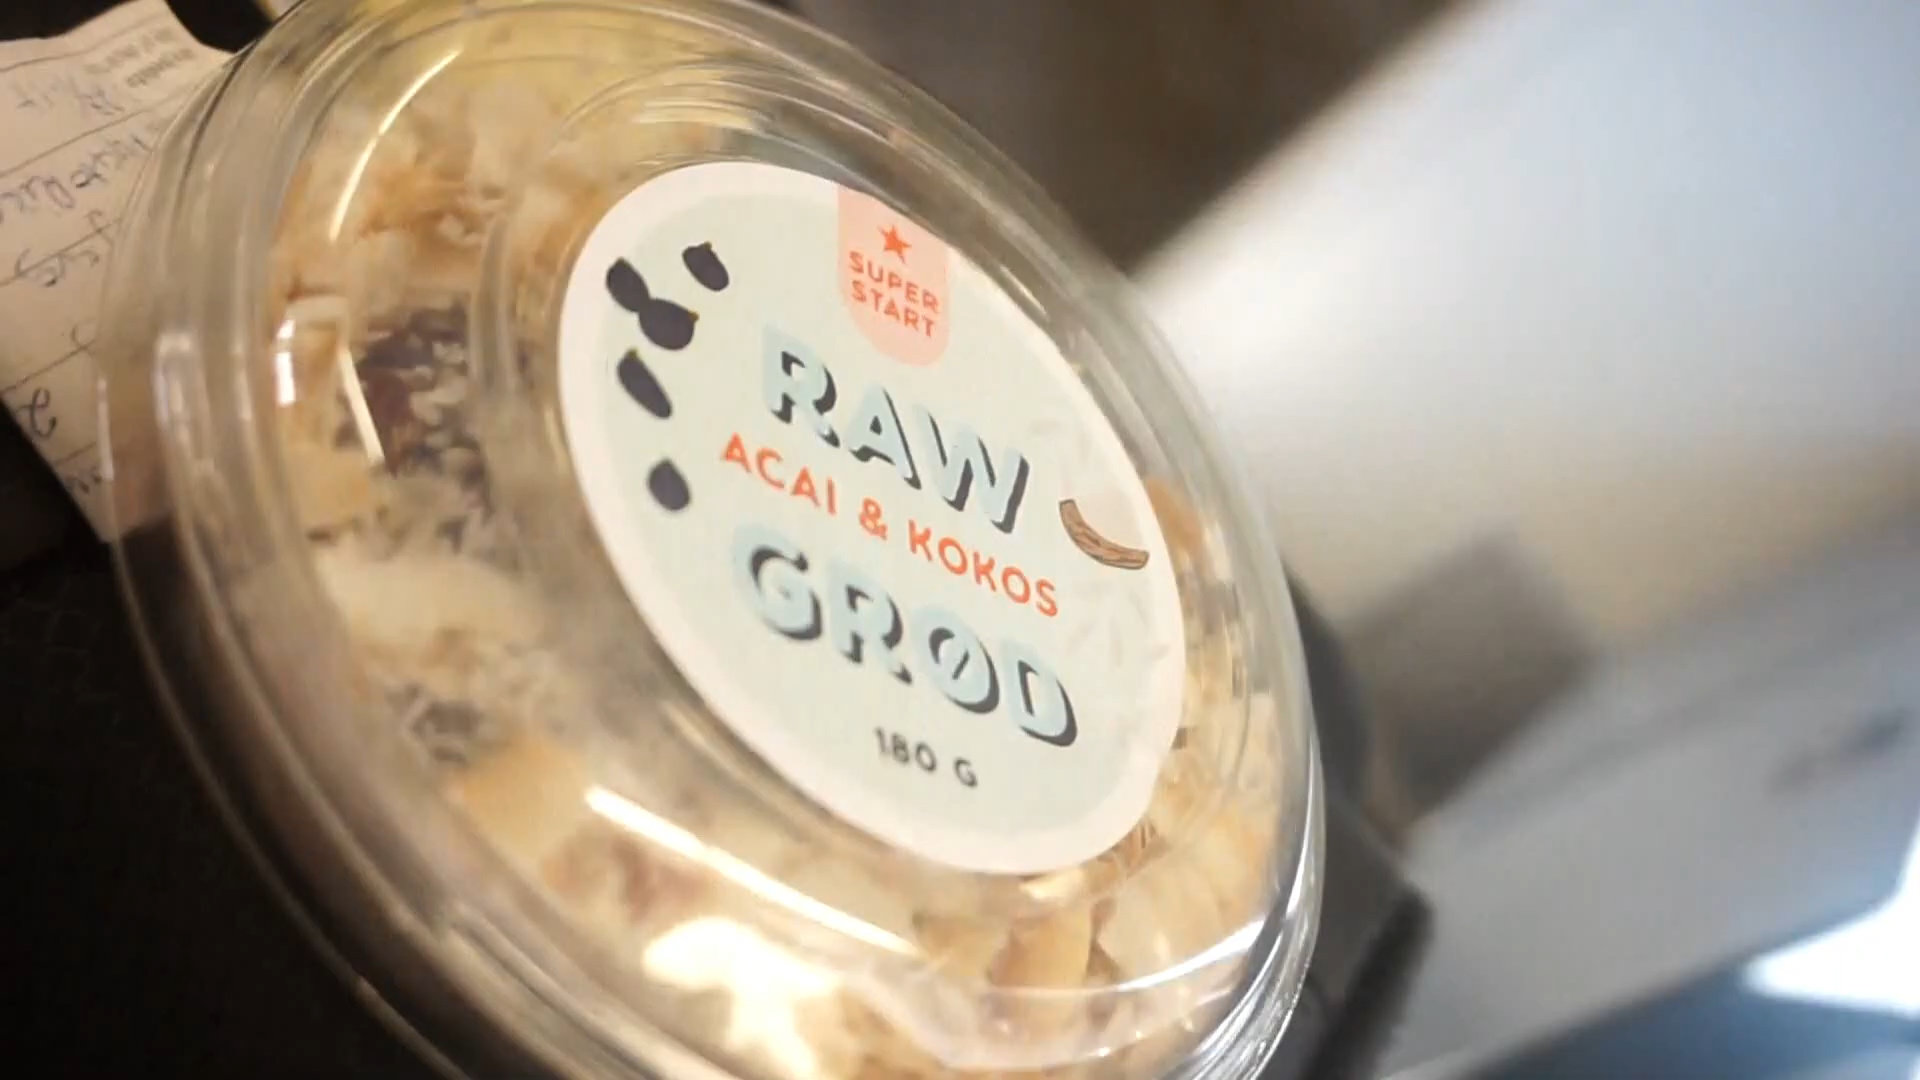 SUPER
START
RAW
ACAI & KOKOS
GRØD
180 G